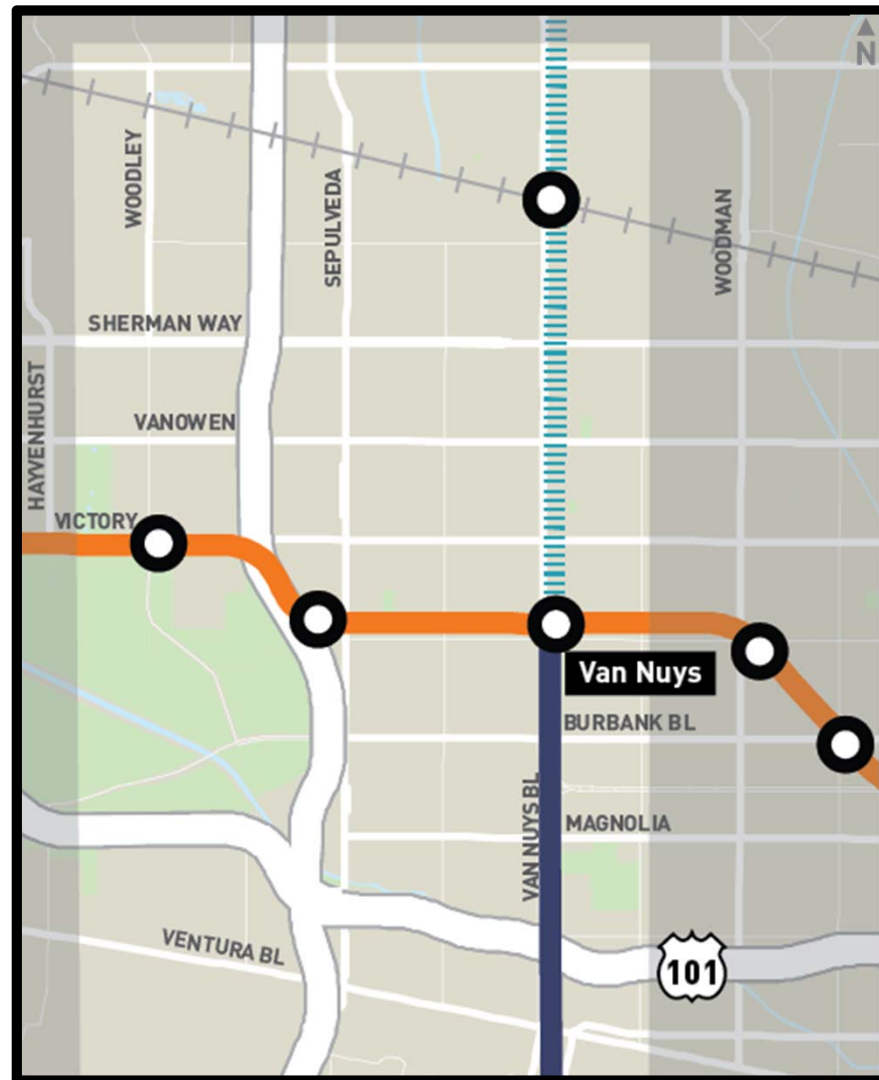 N
WOODLEY
SEPULVEDA
WOODMAN
SHERMAN WAY
HAYVENHURST
VANOWEN
VICTORY
Van Nuys
BURBANK BL
VAN NUYS BL
MAGNOLIA
VENTURA BL
101